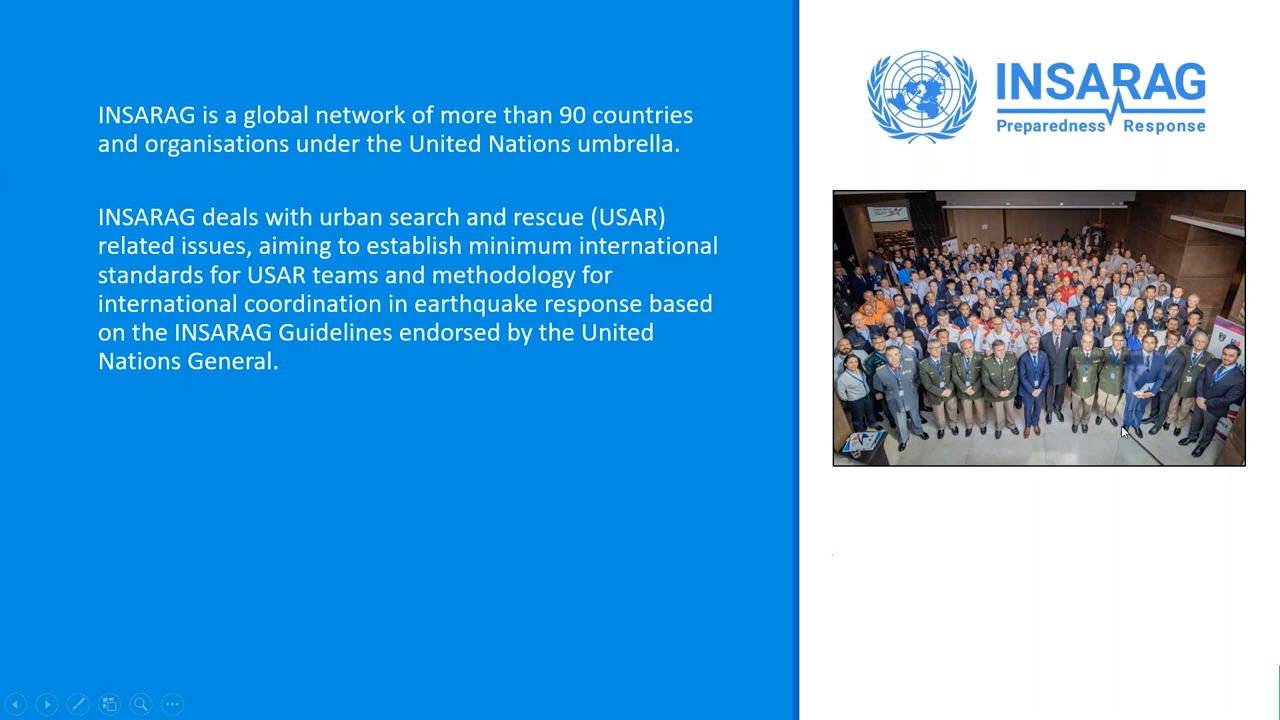 INSARAG is a global network of more than 90 countries
and organisations under the United Nations umbrella.
INSARAG deals with urban search and rescue (USAR)
related issues, aiming to establish minimum international
standards for USAR teams and methodology for
international coordination in earthquake response based
on the INSARAG Guidelines endorsed by the United
Nations General.
INSARAG
Preparedness Response